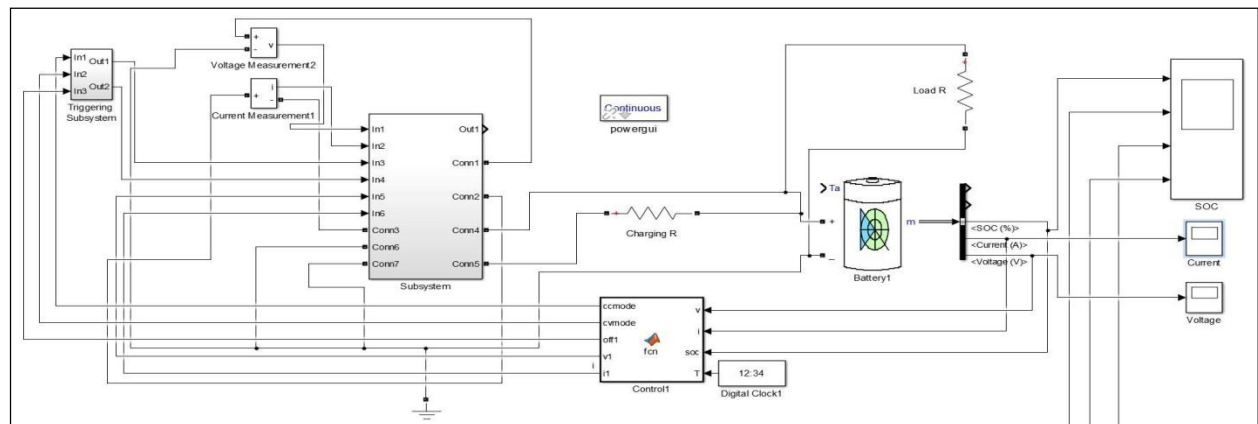 In1
In2
In3
Out1
Out2
Triggering
Subsystem
+
-
v
Voltage Measurement2
+
i
-
Current Measurement1
In1
In2
In3
In4
In5
In6
Conn3
Conn6
Conn7
Out1
Conn1
Conn2
Conn4
Conn5
Subsystem
Continuous
powergui
+
Load R
+
Charging R
Ta
+
_
m
Battery1
<SOC (%)>
<Current (A)>
<Voltage (V)>
SOC
Current
Voltage
ccmode
cvmode
off1
v1
i1
i
fcn
v
i
soc
T
Control1
12:34
Digital Clock1